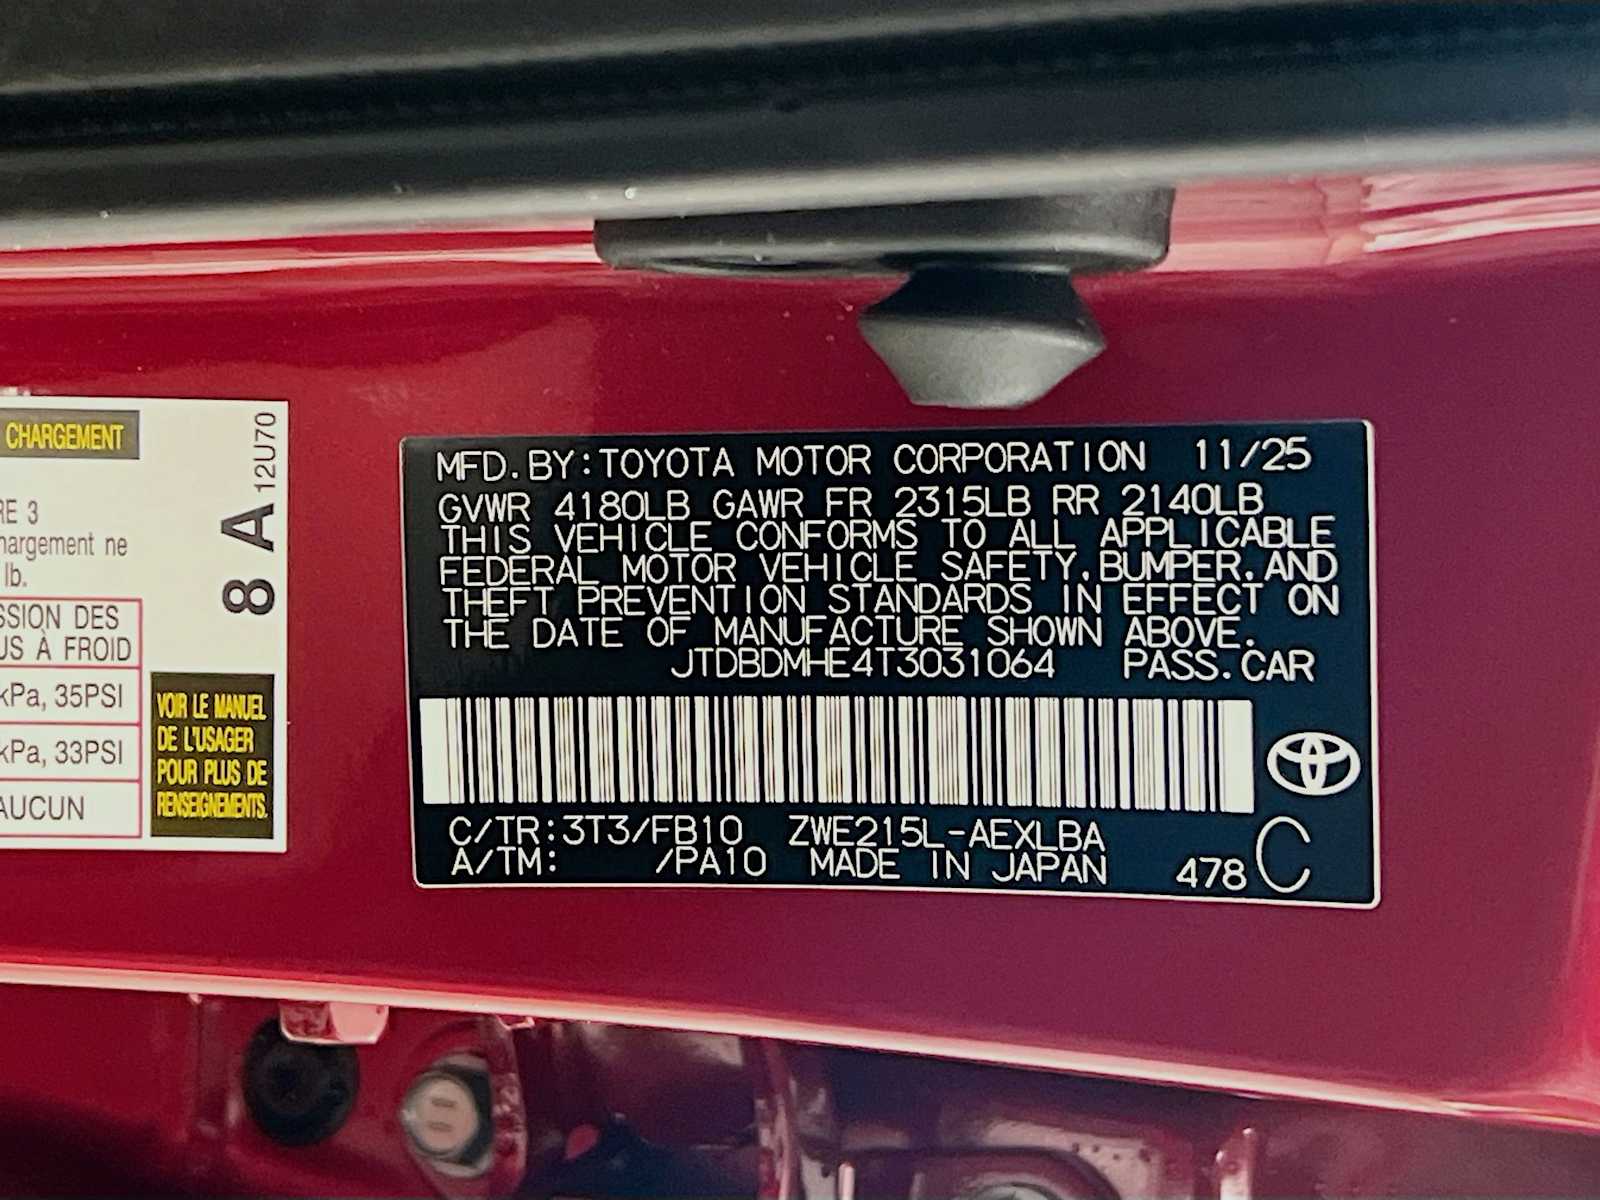 CHARGEMENT
RE 3
hargement ne
lb.
SSION DES
US À FROID
kPa, 35PSI
kPa, 33PSI
AUCUN
8 A 12U70
VOIR LE MANUEL
DE L'USAGER
POUR PLUS DE
RENSEIGNEMENTS.
MFD.BY:TOYOTA MOTOR CORPORATION 11/25
GVWR 4180LB GAWR FR 2315LB RR 2140LB
THIS VEHICLE CONFORMS TO ALL APPLICABLE
FEDERAL MOTOR VEHICLE SAFETY,BUMPER,AND
THEFT PREVENTION STANDARDS IN EFFECT ON
THE DATE OF MANUFACTURE SHOWN ABOVE.
JTDBDMHE4T3031064 PASS.CAR
C/TR:3T3/FB10 ZWE215L-AEXLBA
A/TM: /PA10 MADE IN JAPAN 478 C